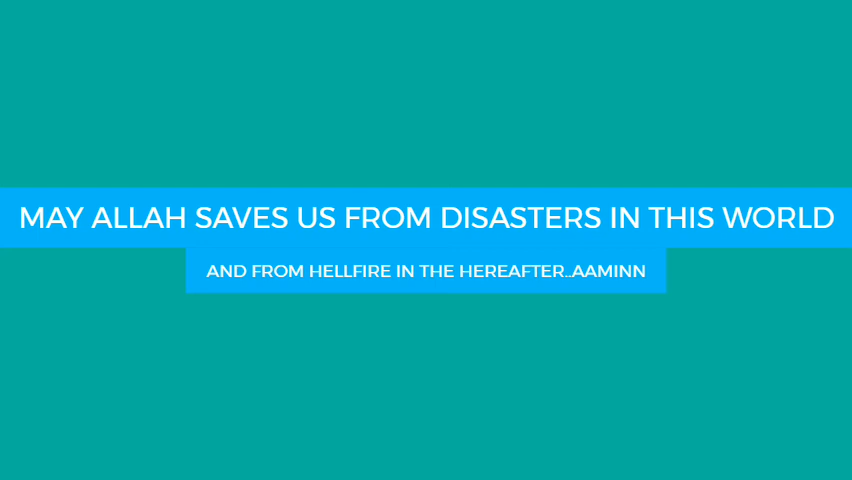 MAY ALLAH SAVES US FROM DISASTERS IN THIS WORLD
AND FROM HELLFIRE IN THE HEREAFTER..AAMINN